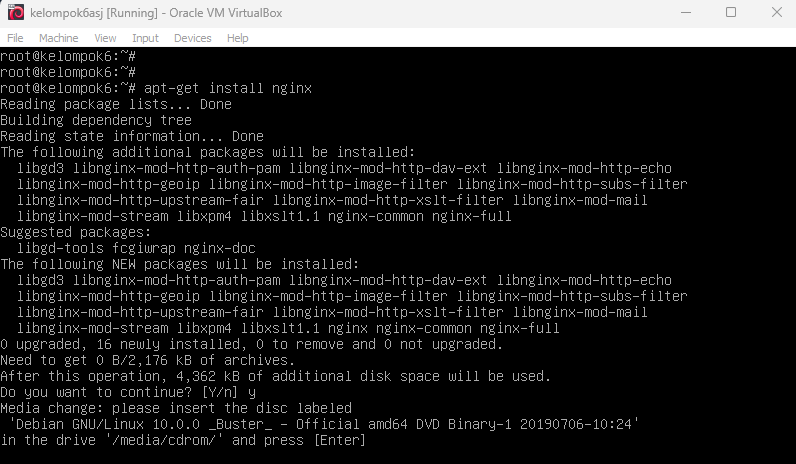 kelompok6asj [Running] - Oracle VM VirtualBox
File Machine View Input Devices Help
root@kelompok6:~#
root@kelompok6:~#
root@kelompok6:~# apt-get install nginx
Reading package lists... Done
Building dependency tree
Reading state information... Done
The following additional packages will be installed:
  libgd3 libnginx-mod-http-auth-pam libnginx-mod-http-dav-ext libnginx-mod-http-echo
  libnginx-mod-http-geoip libnginx-mod-http-image-filter libnginx-mod-http-subs-filter
  libnginx-mod-http-upstream-fair libnginx-mod-http-xslt-filter libnginx-mod-mail
  libnginx-mod-stream libxpm4 libxslt1.1 nginx-common nginx-full
Suggested packages:
  libgd-tools fcgiwrap nginx-doc
The following NEW packages will be installed:
  libgd3 libnginx-mod-http-auth-pam libnginx-mod-http-dav-ext libnginx-mod-http-echo
  libnginx-mod-http-geoip libnginx-mod-http-image-filter libnginx-mod-http-subs-filter
  libnginx-mod-http-upstream-fair libnginx-mod-http-xslt-filter libnginx-mod-mail
  libnginx-mod-stream libxpm4 libxslt1.1 nginx nginx-common nginx-full
0 upgraded, 16 newly installed, 0 to remove and 0 not upgraded.
Need to get 0 B/2,176 kB of archives.
After this operation, 4,362 kB of additional disk space will be used.
Do you want to continue? [Y/n] y
Media change: please insert the disc labeled
 'Debian GNU/Linux 10.0.0 _Buster_ - Official amd64 DVD Binary-1 20190706-10:24'
in the drive '/media/cdrom/' and press [Enter]